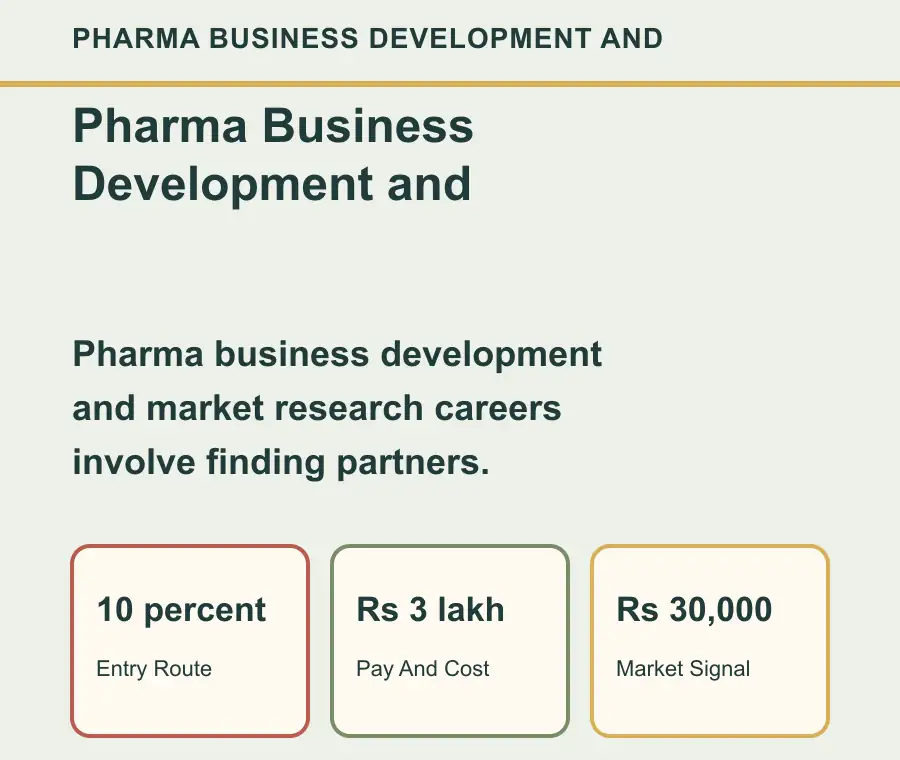 PHARMA BUSINESS DEVELOPMENT AND
Pharma Business
Development and
Pharma business development
and market research careers
involve finding partners.
10 percent
Entry Route
Rs 3 lakh
Pay And Cost
Rs 30,000
Market Signal